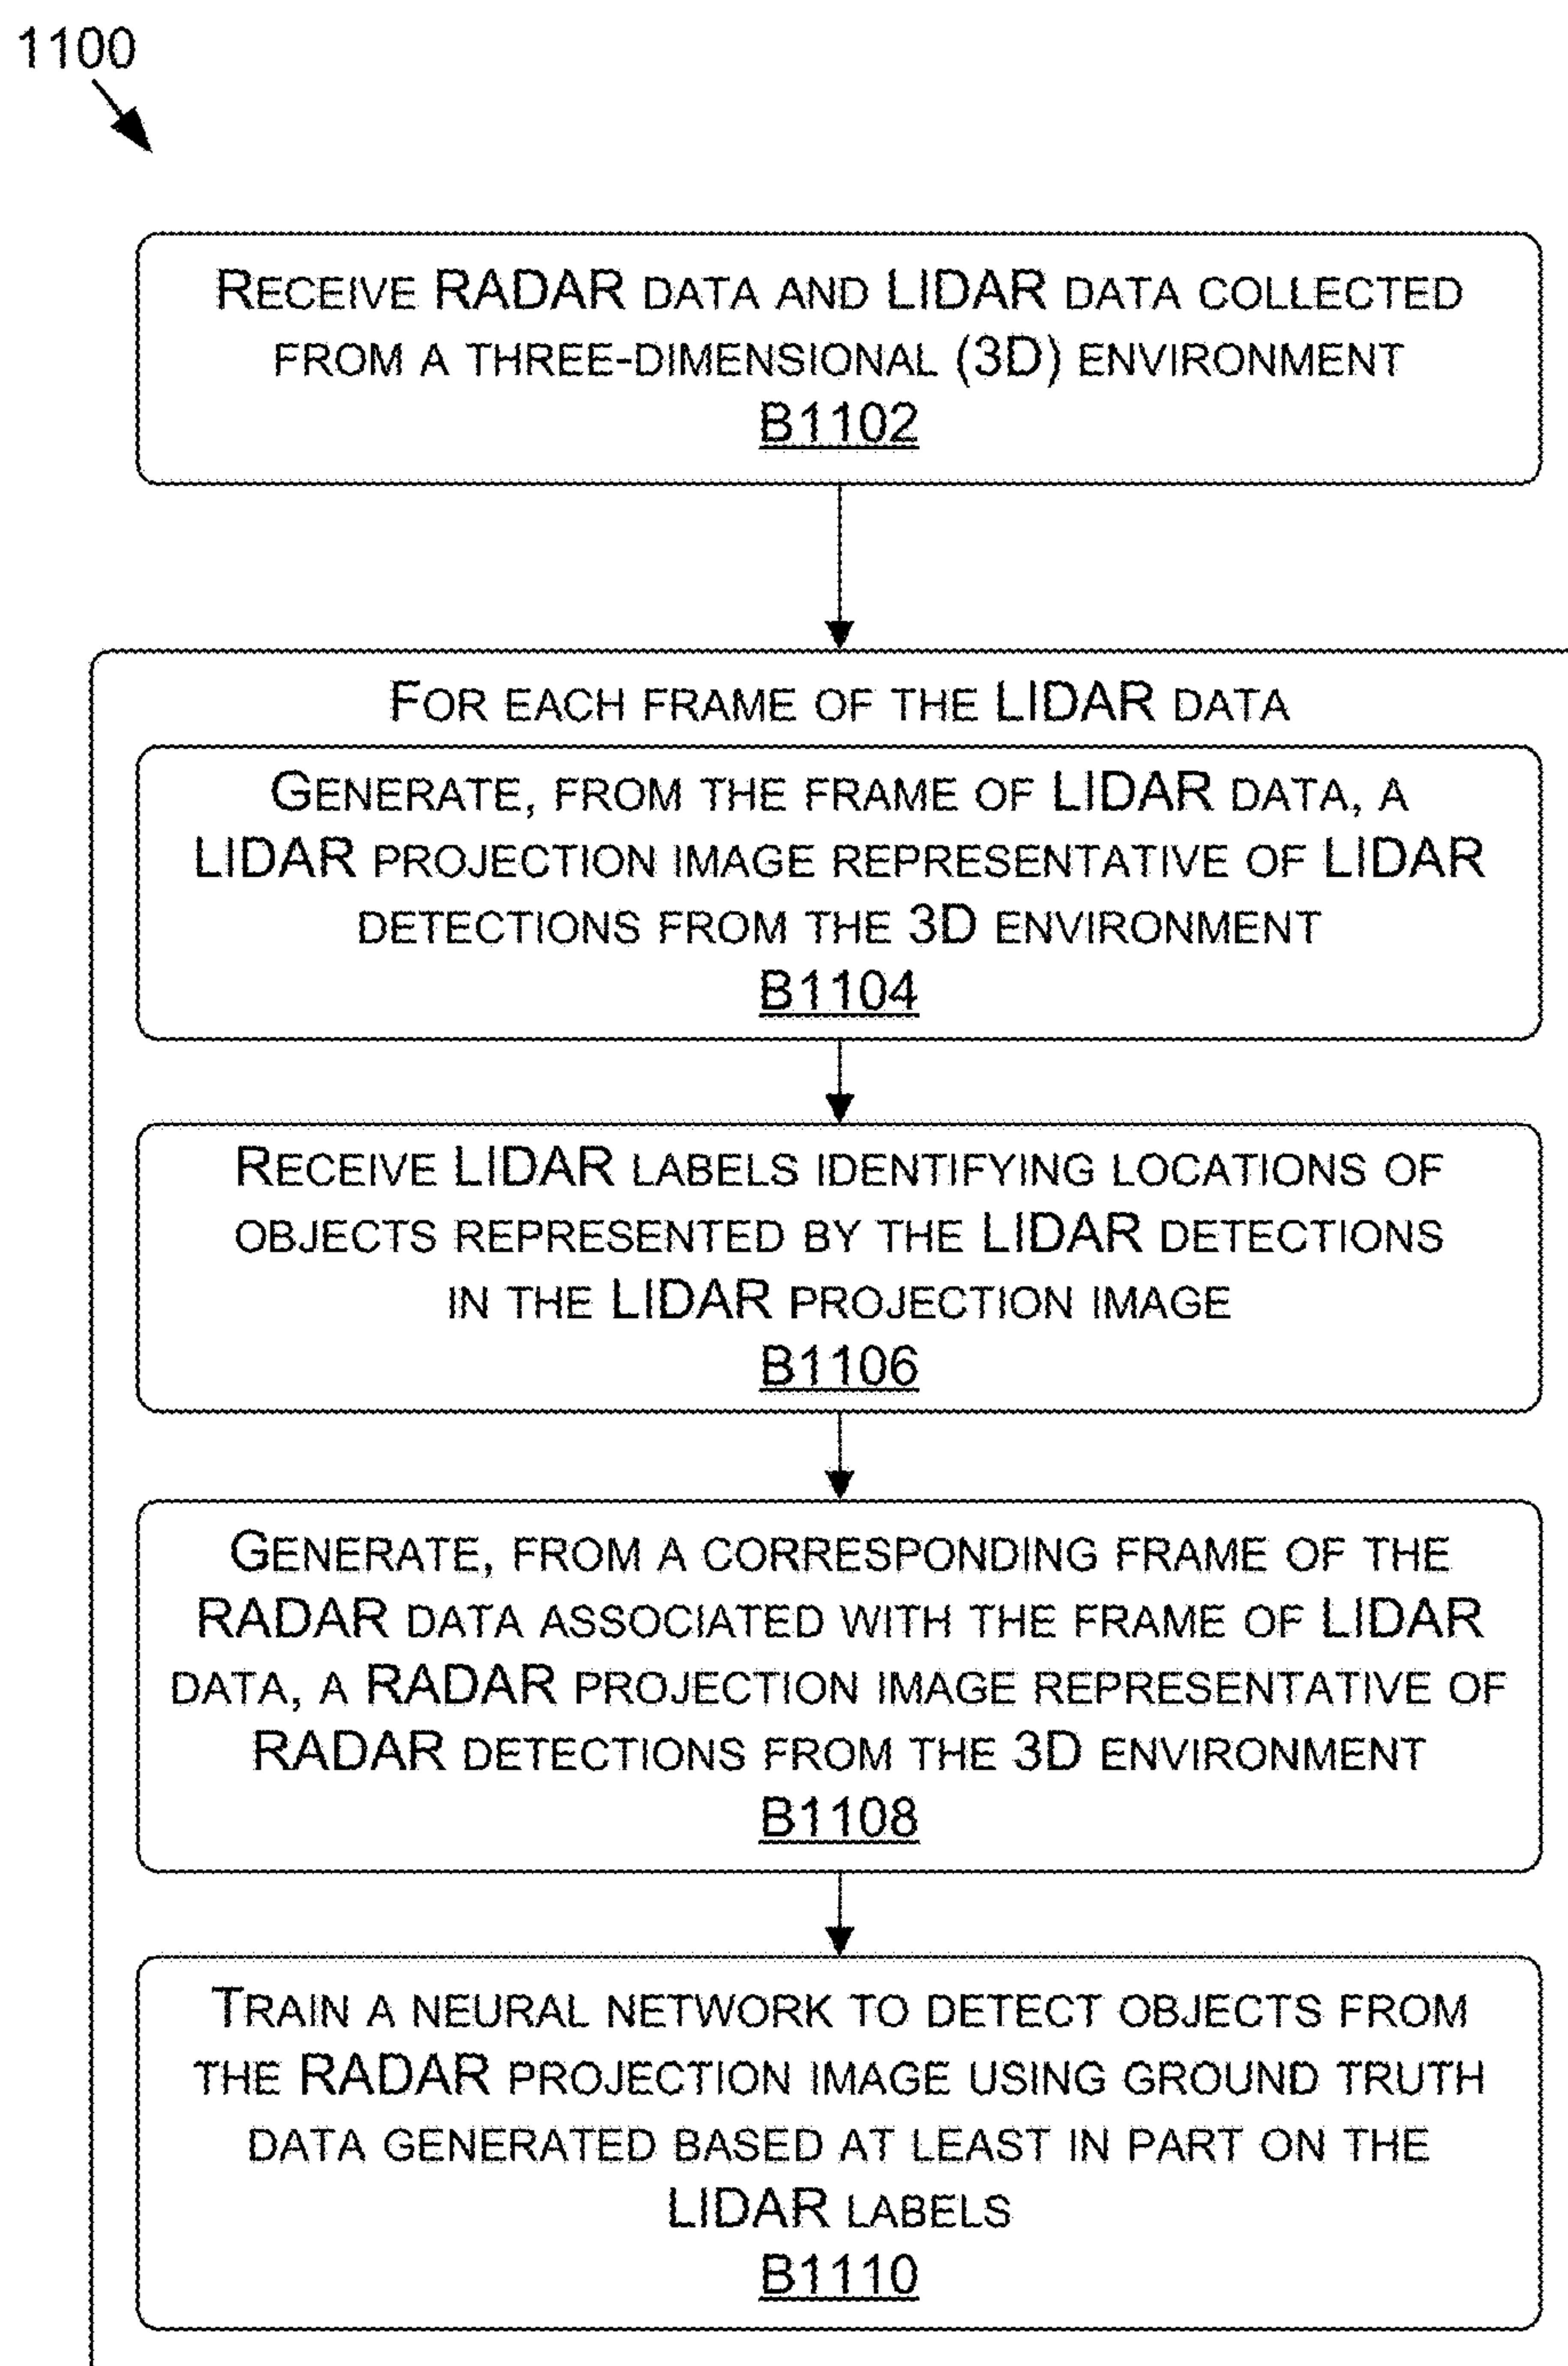 1100
RECEIVE RADAR DATA AND LIDAR DATA COLLECTED
FROM A THREE-DIMENSIONAL (3D) ENVIRONMENT
B1102
FOR EACH FRAME OF THE LIDAR DATA
GENERATE, FROM THE FRAME OF LIDAR DATA, A
LIDAR PROJECTION IMAGE REPRESENTATIVE OF LIDAR
DETECTIONS FROM THE 3D ENVIRONMENT
B1104
RECEIVE LIDAR LABELS IDENTIFYING LOCATIONS OF
OBJECTS REPRESENTED BY THE LIDAR DETECTIONS
IN THE LIDAR PROJECTION IMAGE
B1106
GENERATE, FROM A CORRESPONDING FRAME OF THE
RADAR DATA ASSOCIATED WITH THE FRAME OF LIDAR
DATA, A RADAR PROJECTION IMAGE REPRESENTATIVE OF
RADAR DETECTIONS FROM THE 3D ENVIRONMENT
B1108
TRAIN A NEURAL NETWORK TO DETECT OBJECTS FROM
THE RADAR PROJECTION IMAGE USING GROUND TRUTH
DATA GENERATED BASED AT LEAST IN PART ON THE
LIDAR LABELS
B1110